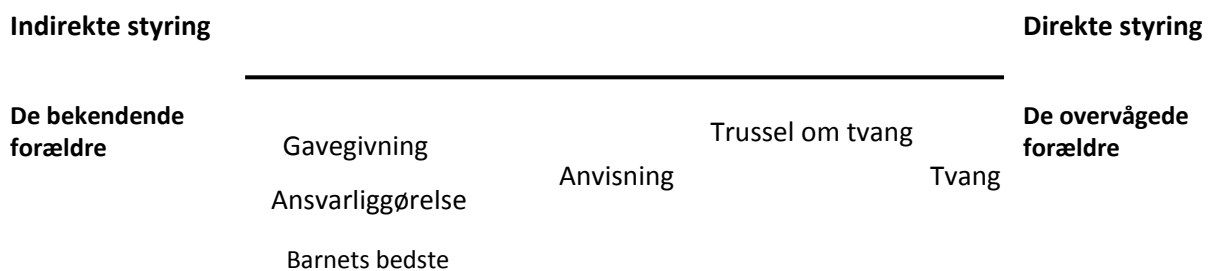 Indirekte styring
Direkte styring
De bekendende
forældre
De overvågede
forældre
Gavegivning
Trussel om tvang
Anvisning
Tvang
Ansvarliggørelse
Barnets bedste